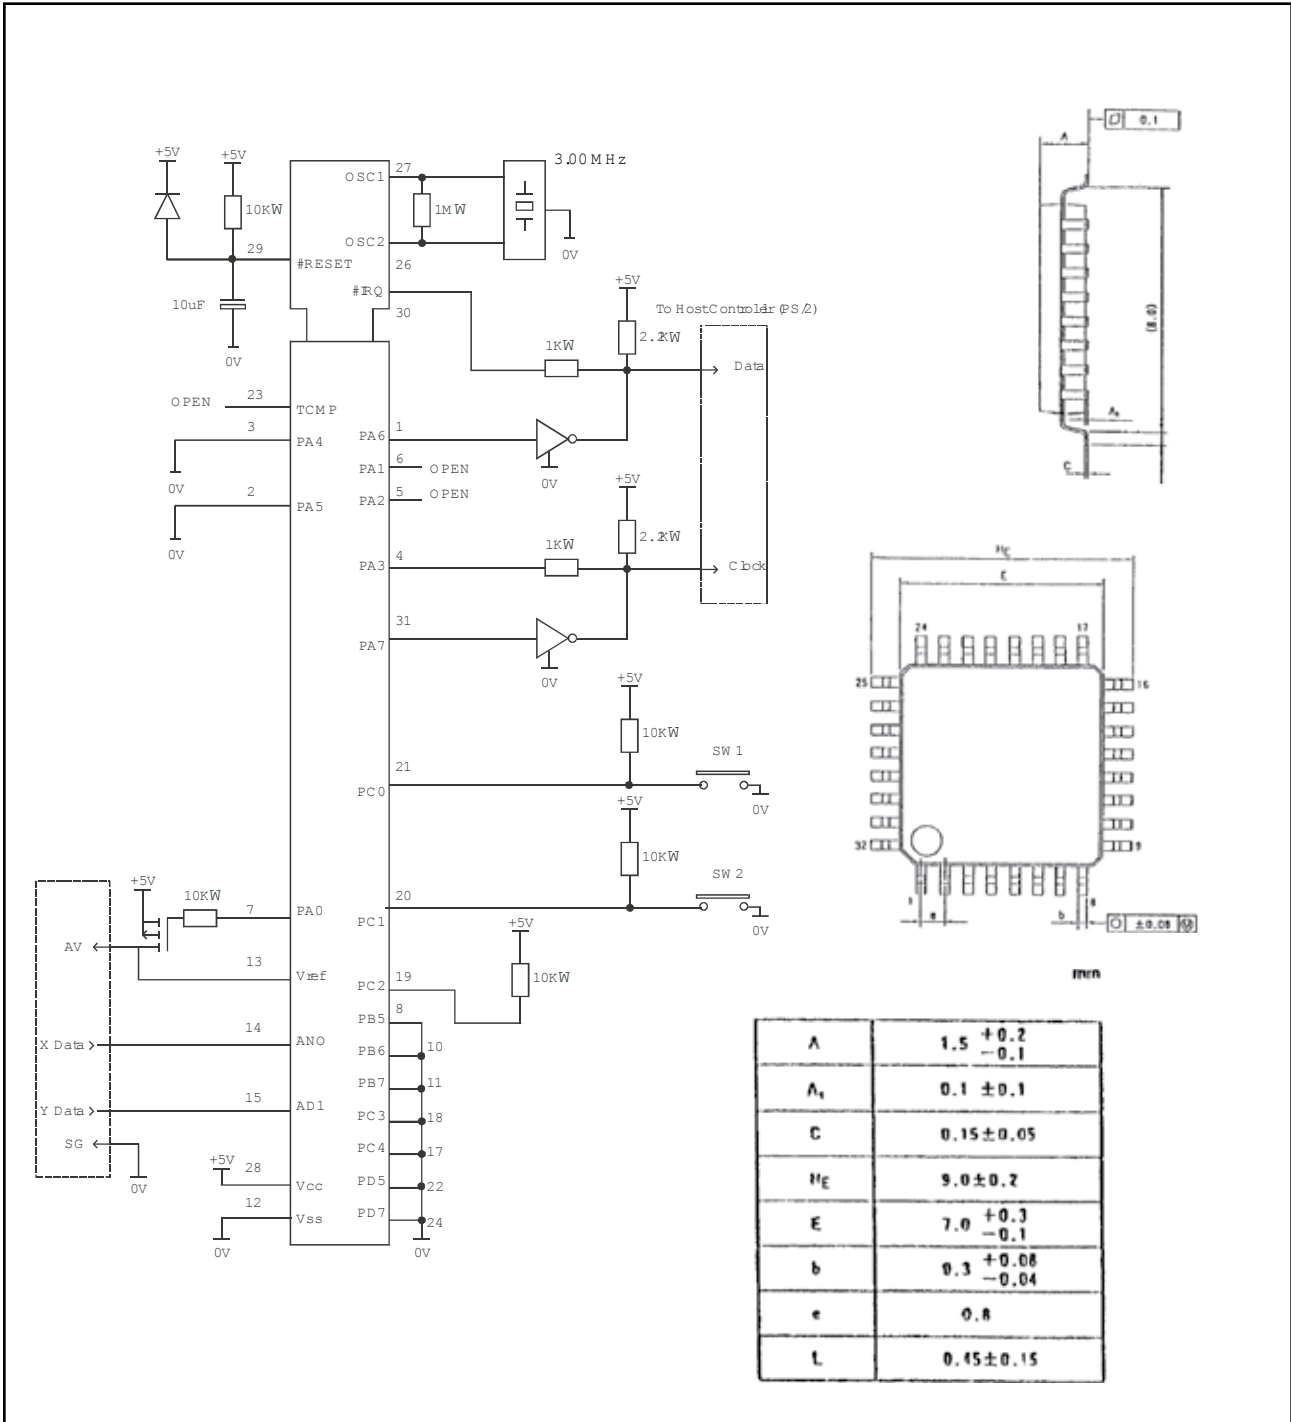 +5V
+5V
10KW
29
#RESET
10uF
0V
OSC1
27
1MW
OSC2
26
3.00MHz
0V
#IRQ
30
+5V
To HostController(PS/2)
2.2KW
1KW
Data
OPEN
23
TCMP
3
PA4
0V
2
PA5
0V
PA6
1
0V
PA1
6
OPEN
PA2
5
OPEN
+5V
2.2KW
1KW
PA3
4
Clock
PA7
31
0V
+5V
10KW
SW1
PC0
21
0V
+5V
10KW
SW2
PC1
20
0V
+5V
10KW
7
PA0
AV
13
Vref
PC2
19
+5V
10KW
X Data
14
ANO
Y Data
15
AD1
SG
0V
+5V
28
Vcc
12
Vss
0V
PB5
8
PB6
10
PB7
11
PC3
18
PC4
17
PD5
22
PD7
24
0V
0.1
A
(8.0)
A₁
C
HE
E
24
17
25
16
32
9
1
8
e
b
±0.08 M
mm
A 1.5 +0.2 −0.1
A₁ 0.1 ±0.1
C 0.15±0.05
HE 9.0±0.2
E 7.0 +0.3 −0.1
b 0.3 +0.08 −0.04
e 0.8
L 0.45±0.15